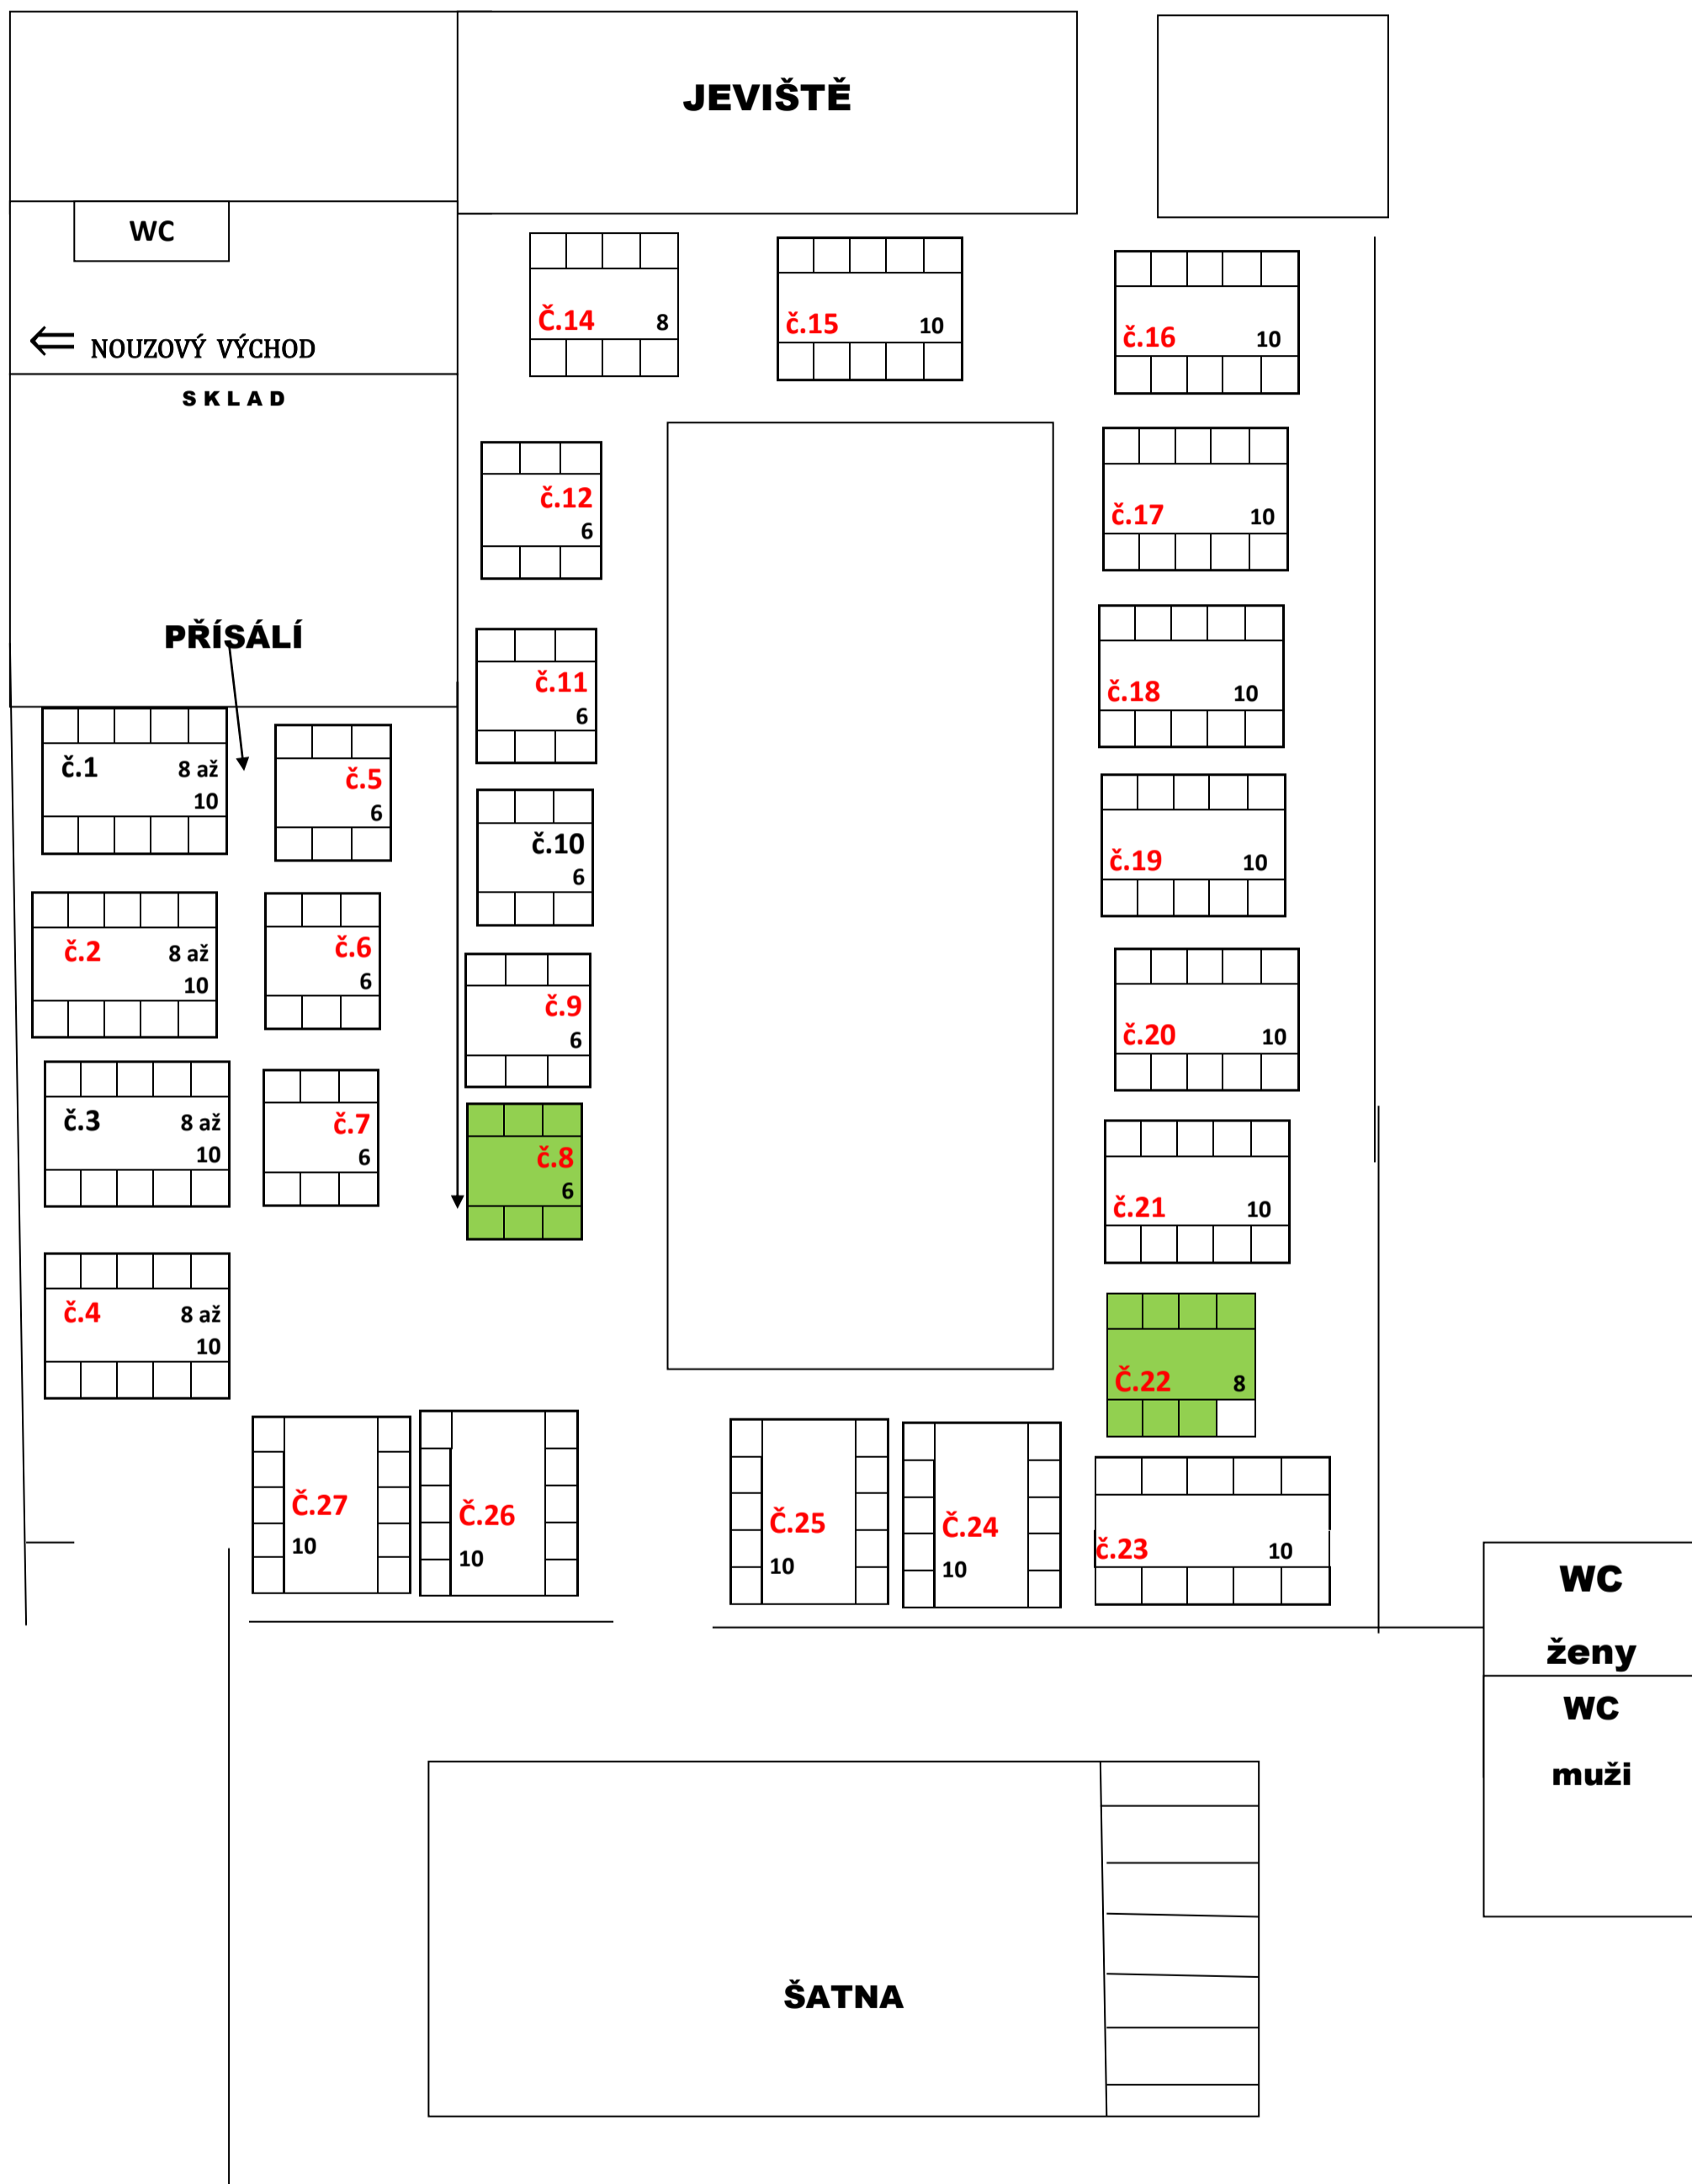 JEVIŠTĚ
WC
⇐ NOUZOVÝ VÝCHOD
SKLAD
PŘÍSÁLÍ
Č.14 8
č.15 10
č.16 10
č.12
6
č.17 10
č.11
6
č.18 10
č.1 8 až
10
č.5
6
č.10
6
č.19 10
č.2 8 až
10
č.6
6
č.9
6
č.20 10
č.3 8 až
10
č.7
6
č.8
6
č.21 10
č.4 8 až
10
Č.22 8
Č.27
10
Č.26
10
Č.25
10
Č.24
10
č.23 10
WC
ženy
WC
muži
ŠATNA